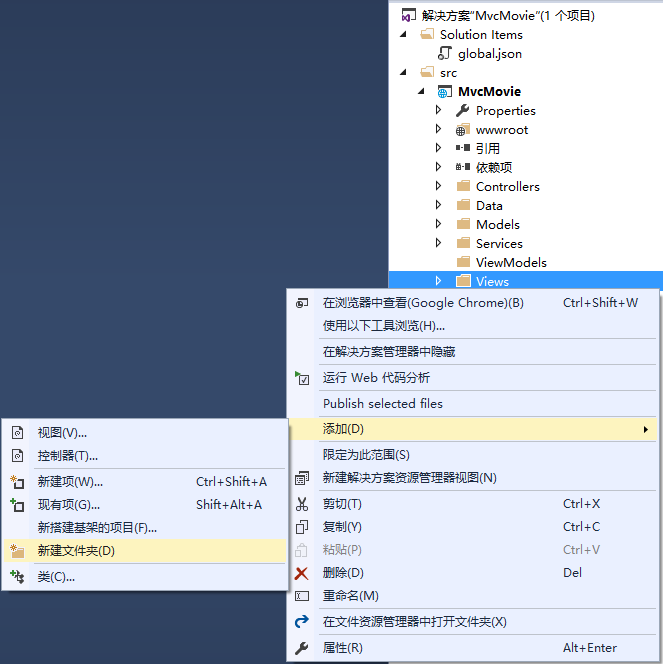 解决方案"MvcMovie"(1 个项目)
Solution Items
global.json
src
MvcMovie
Properties
wwwroot
引用
依赖项
Controllers
Data
Models
Services
ViewModels
Views
在浏览器中查看(Google Chrome)(B) Ctrl+Shift+W
使用以下工具浏览(H)...
在解决方案管理器中隐藏
运行 Web 代码分析
Publish selected files
添加(D)
限定为此范围(S)
新建解决方案资源管理器视图(N)
剪切(T) Ctrl+X
复制(Y) Ctrl+C
粘贴(P) Ctrl+V
删除(D) Del
重命名(M)
在文件资源管理器中打开文件夹(X)
属性(R) Alt+Enter
视图(V)...
控制器(T)...
新建项(W)... Ctrl+Shift+A
现有项(G)... Shift+Alt+A
新搭建基架的项目(F)...
新建文件夹(D)
类(C)...